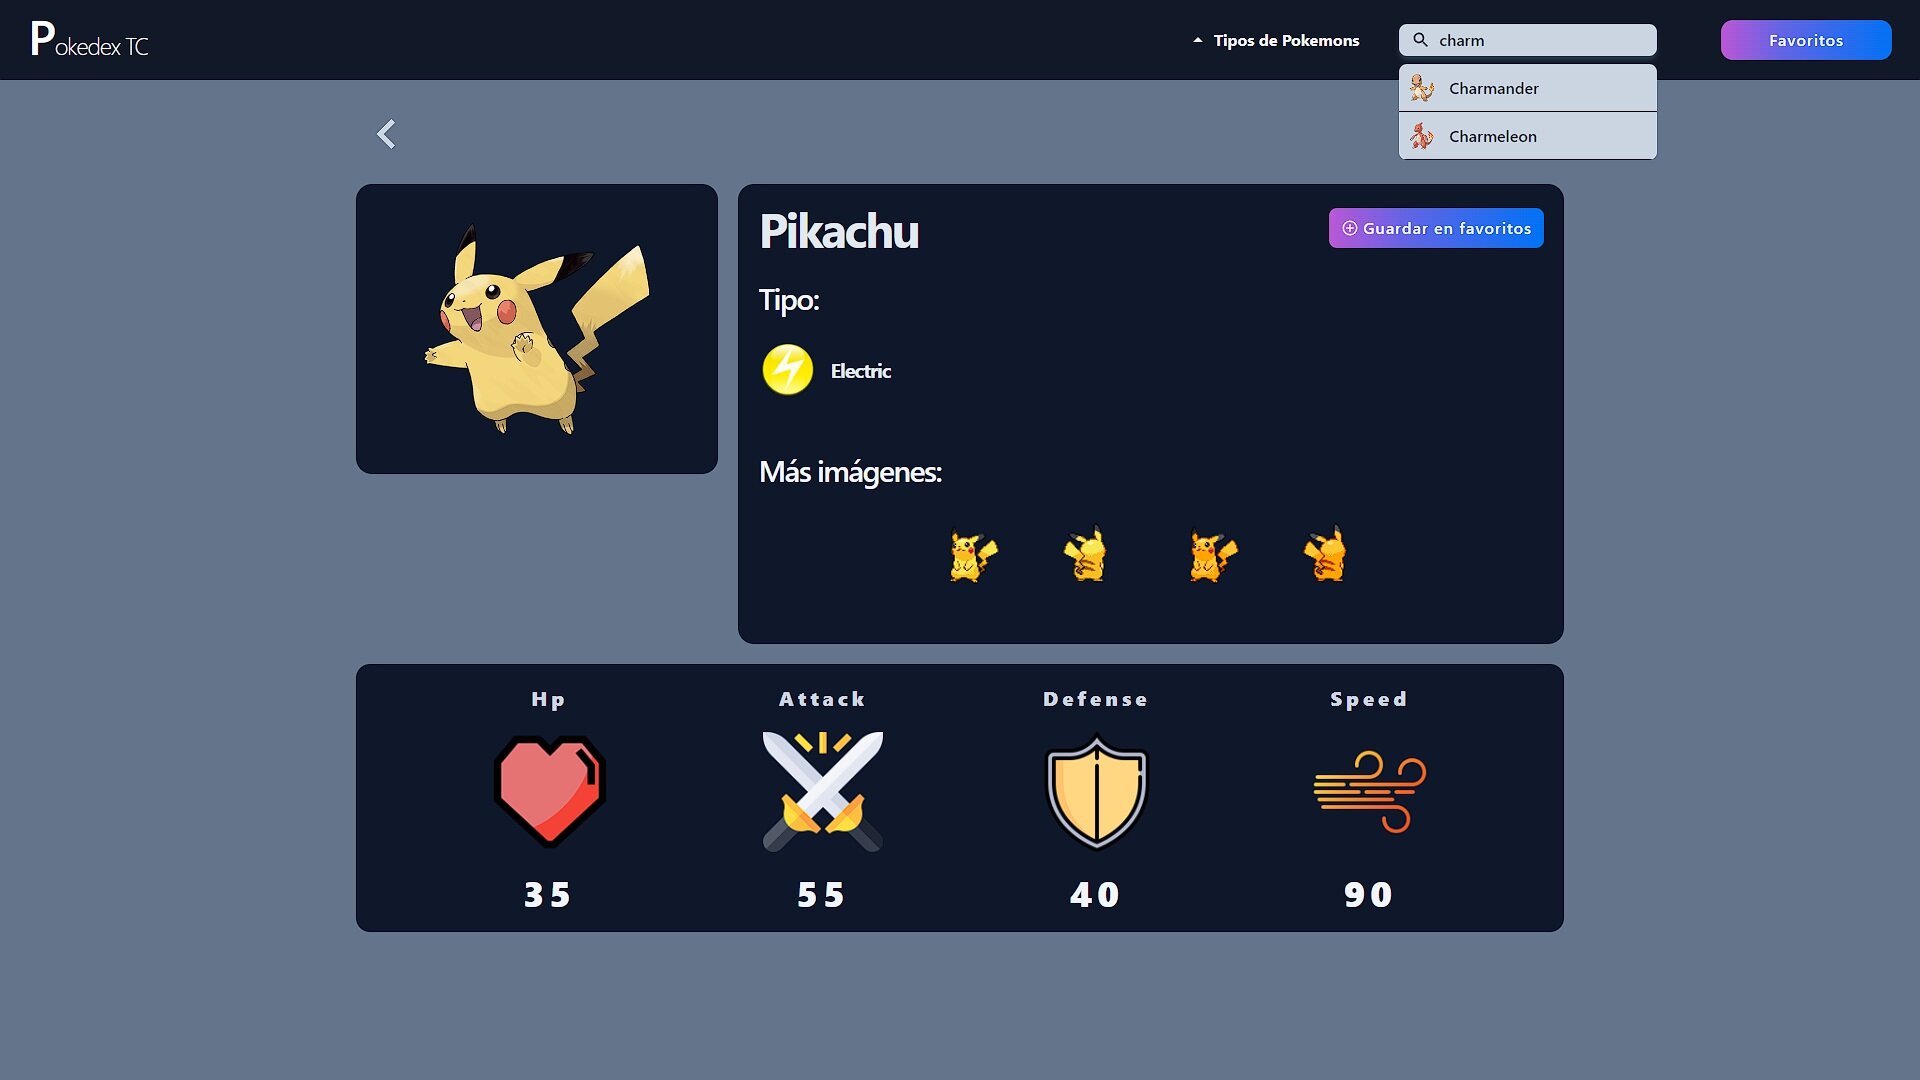 Pokedex TC
Tipos de Pokemons
charm
Favoritos
Charmander
Charmeleon
Pikachu
Guardar en favoritos
Tipo:
Electric
Más imágenes:
Hp
Attack
Defense
Speed
35
55
40
90